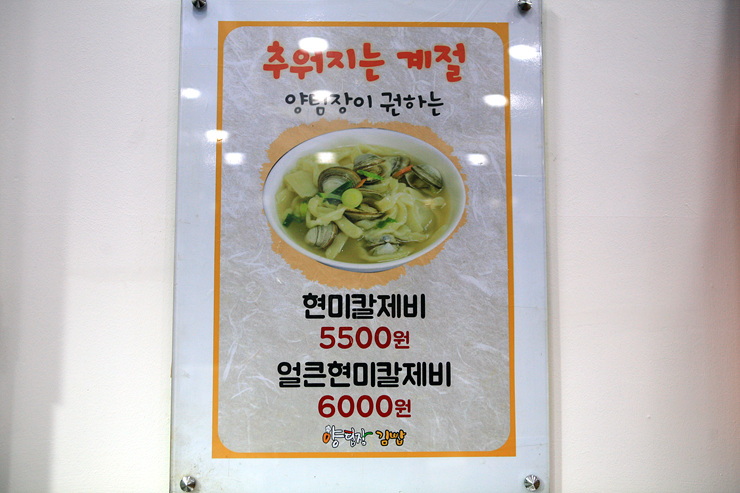 추워지는 계절
양팀장이 권하는
현미칼제비
5500원
얼큰현미칼제비
6000원
양팀장 김밥